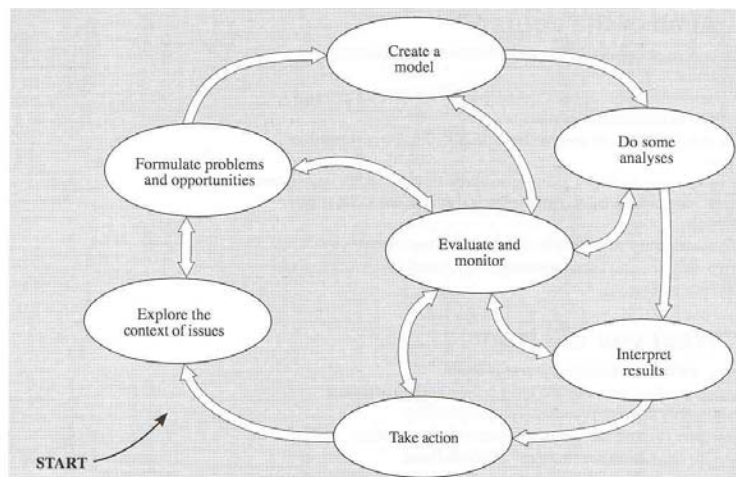 Create a
model
Do some
analyses
Formulate problems
and opportunities
Evaluate and
monitor
Explore the
context of issues
Interpret
results
Take action
START